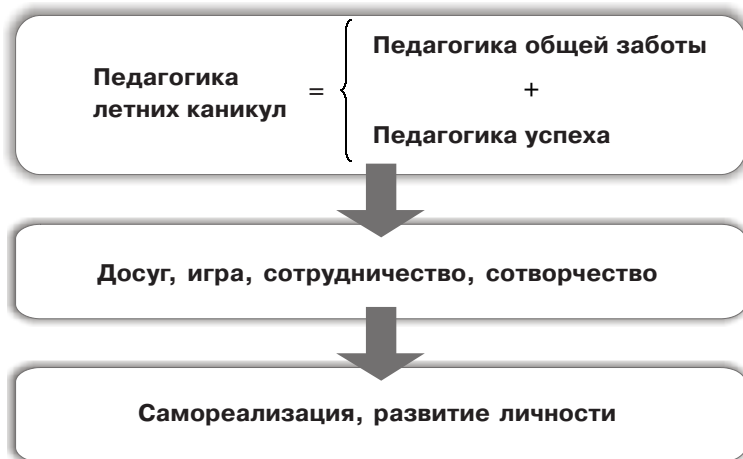 Педагогика общей заботы
Педагогика
летних каникул
=
+
Педагогика успеха
Досуг, игра, сотрудничество, сотворчество
Самореализация, развитие личности